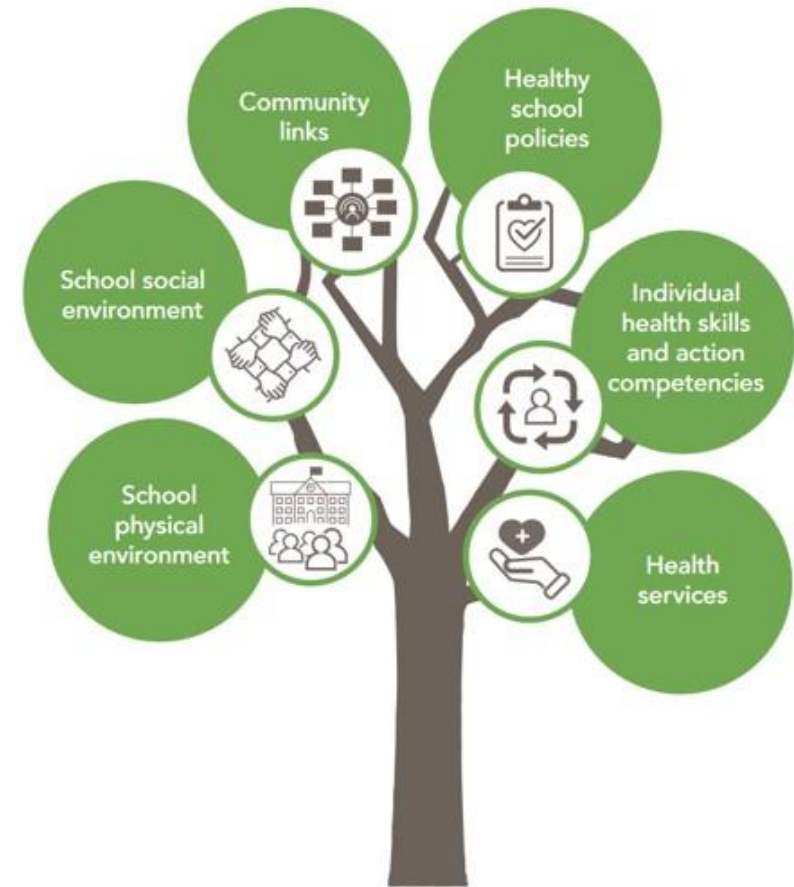 Community
links
Healthy
school
policies
School social
environment
Individual
health skills
and action
competencies
School
physical
environment
Health
services